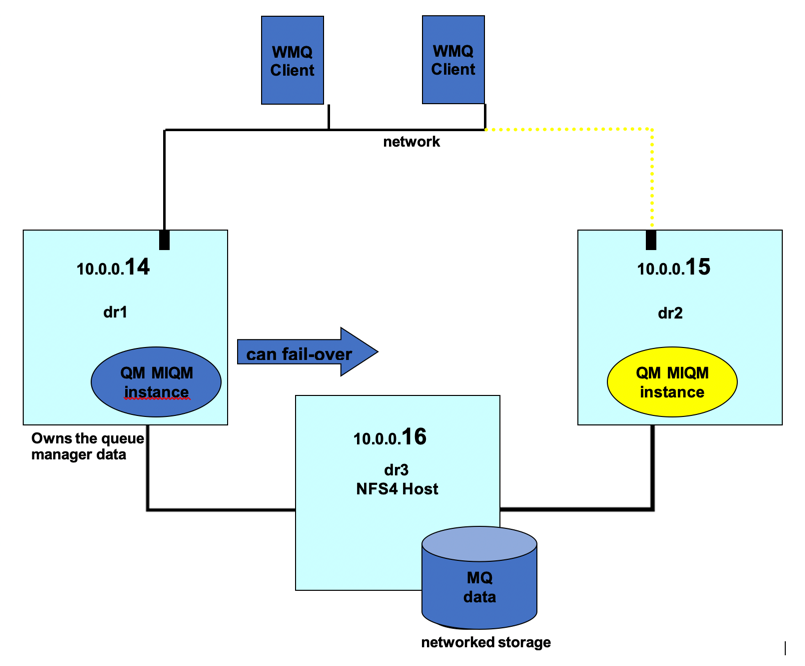 WMQ
Client
WMQ
Client
network
10.0.0.14
dr1
QM MIQM
instance
can fail-over
10.0.0.15
dr2
QM MIQM
instance
Owns the queue
manager data
10.0.0.16
dr3
NFS4 Host
MQ
data
networked storage